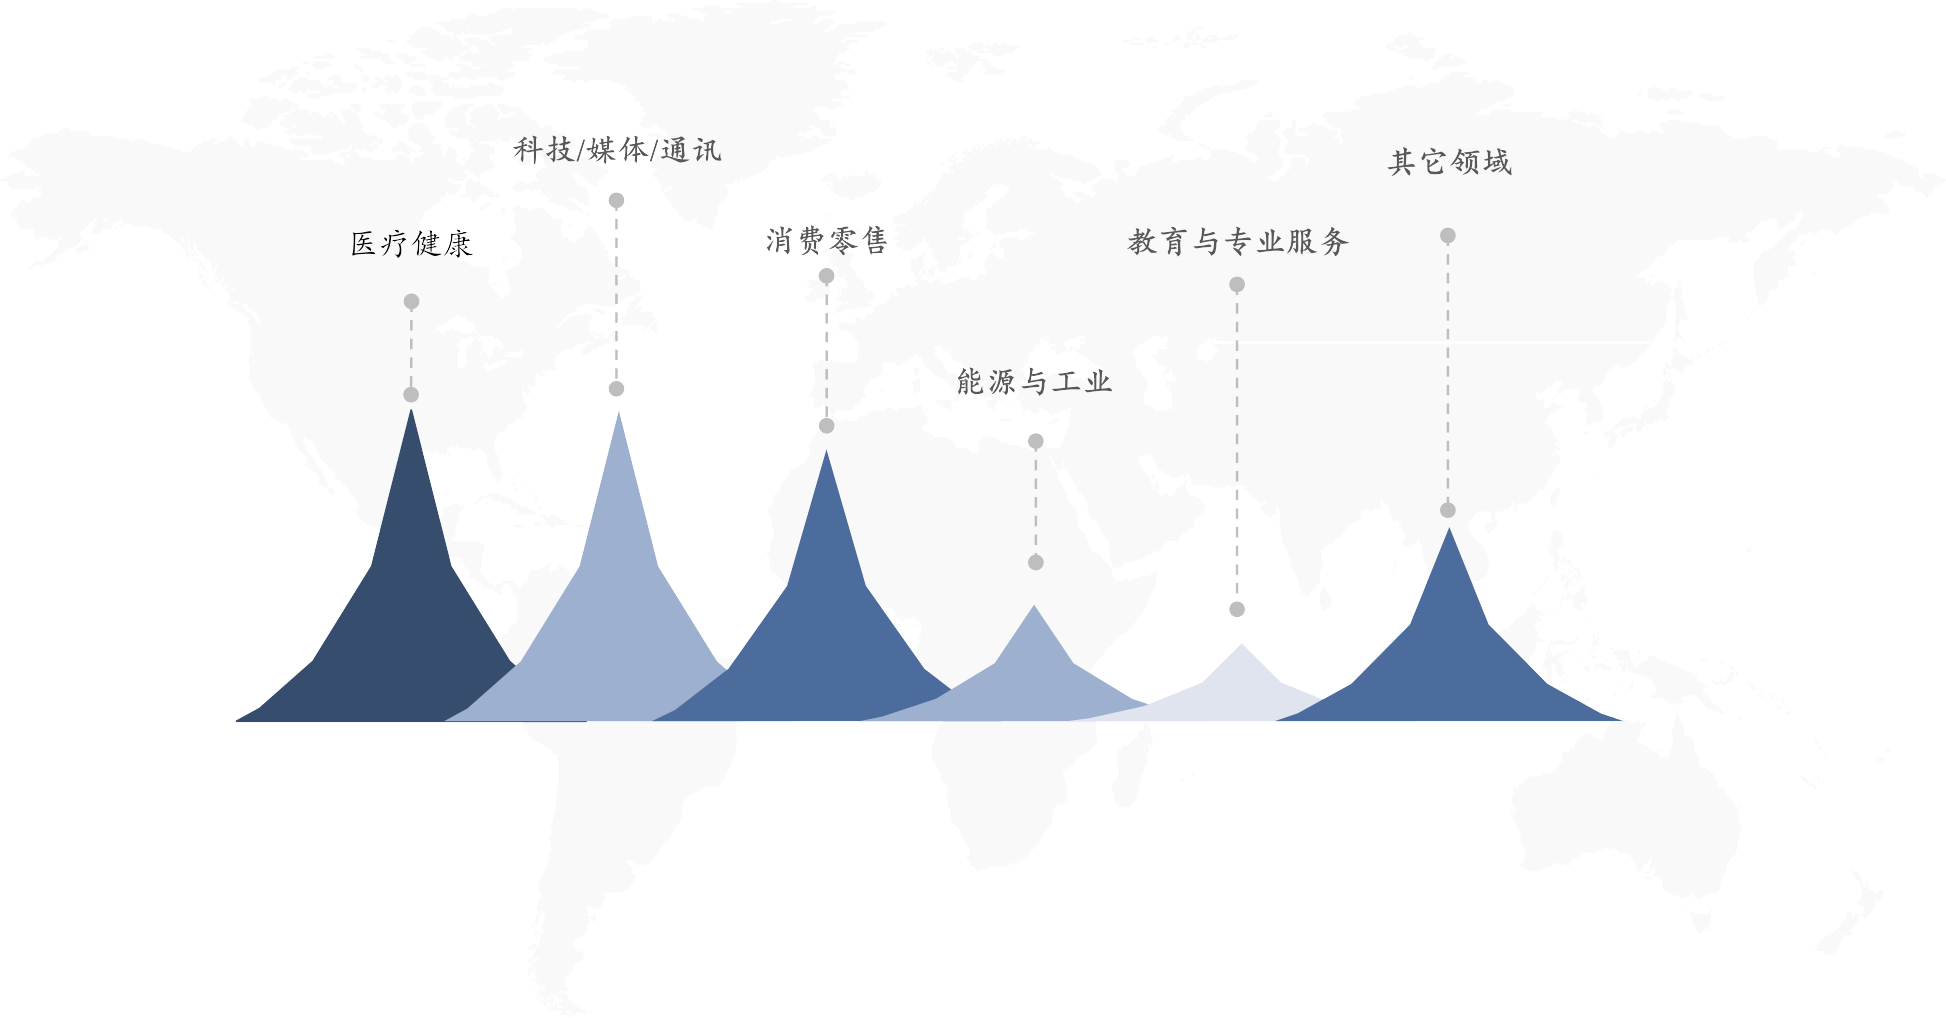 医疗健康
科技/媒体/通讯
消费零售
能源与工业
教育与专业服务
其它领域